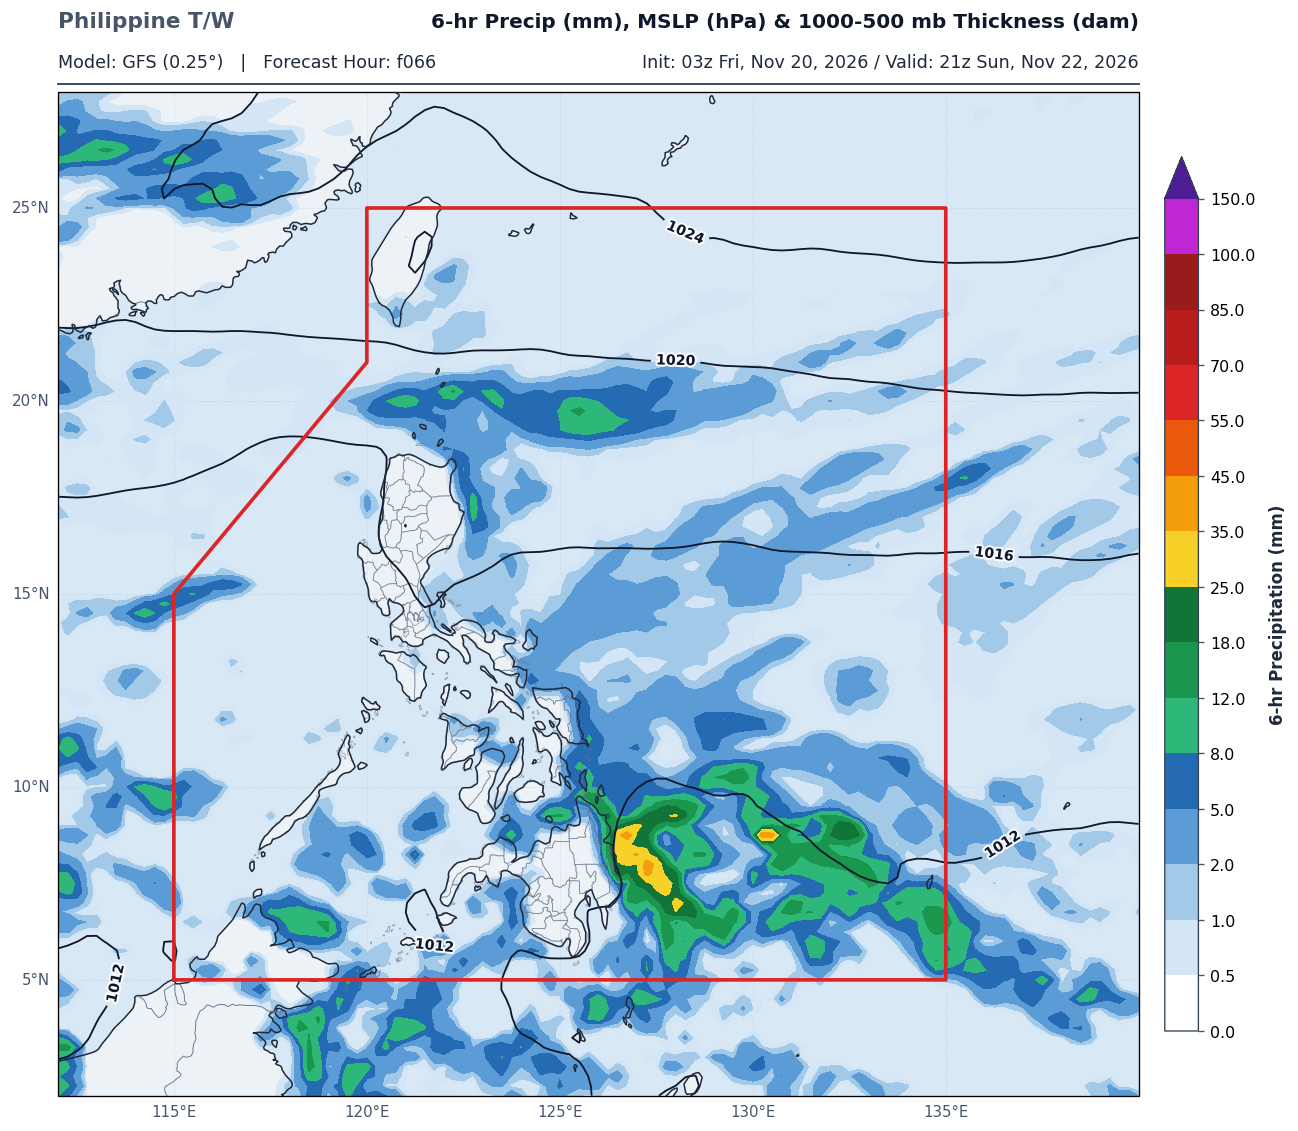 Philippine T/W
6-hr Precip (mm), MSLP (hPa) & 1000-500 mb Thickness (dam)
Model: GFS (0.25°) | Forecast Hour: f066
Init: 03z Fri, Nov 20, 2026 / Valid: 21z Sun, Nov 22, 2026
25°N
20°N
15°N
10°N
5°N
115°E
120°E
125°E
130°E
135°E
1024
1020
1016
1012
1012
1012
150.0
100.0
85.0
70.0
55.0
45.0
35.0
25.0
18.0
12.0
8.0
5.0
2.0
1.0
0.5
0.0
6-hr Precipitation (mm)